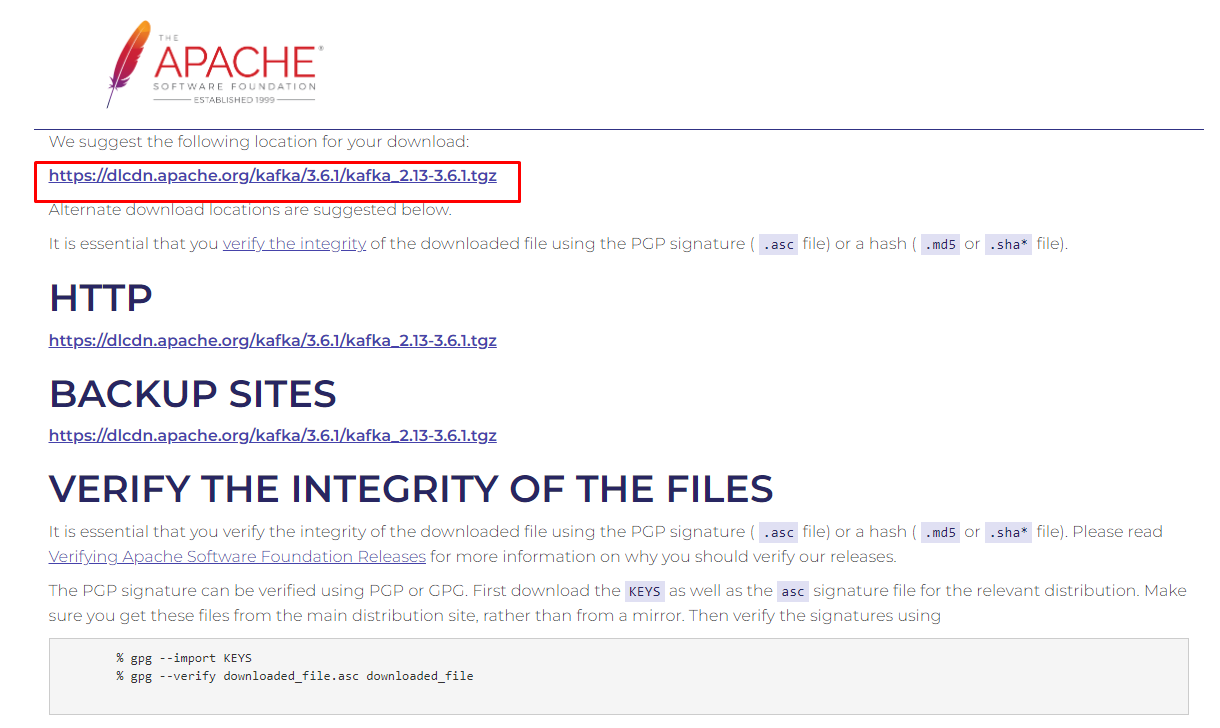 THE
APACHE®
SOFTWARE FOUNDATION
ESTABLISHED 1999
We suggest the following location for your download:
https://dlcdn.apache.org/kafka/3.6.1/kafka_2.13-3.6.1.tgz
Alternate download locations are suggested below.
It is essential that you verify the integrity of the downloaded file using the PGP signature ( .asc file) or a hash ( .md5 or .sha* file).
HTTP
https://dlcdn.apache.org/kafka/3.6.1/kafka_2.13-3.6.1.tgz
BACKUP SITES
https://dlcdn.apache.org/kafka/3.6.1/kafka_2.13-3.6.1.tgz
VERIFY THE INTEGRITY OF THE FILES
It is essential that you verify the integrity of the downloaded file using the PGP signature ( .asc file) or a hash ( .md5 or .sha* file). Please read
Verifying Apache Software Foundation Releases for more information on why you should verify our releases.
The PGP signature can be verified using PGP or GPG. First download the KEYS as well as the asc signature file for the relevant distribution. Make
sure you get these files from the main distribution site, rather than from a mirror. Then verify the signatures using
% gpg --import KEYS
% gpg --verify downloaded_file.asc downloaded_file